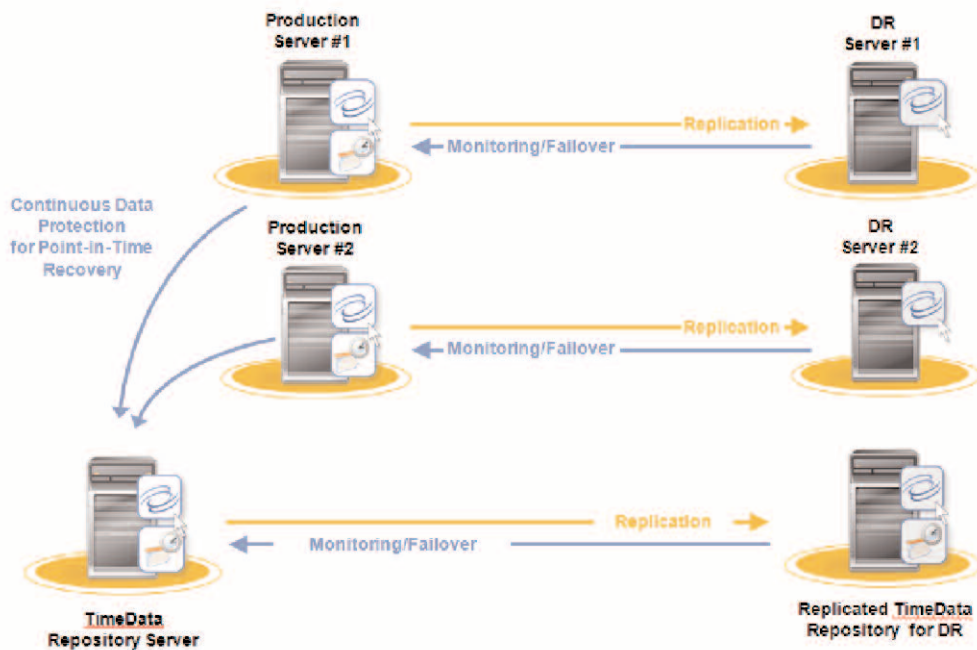 Production
Server #1
DR
Server #1
Replication
Monitoring/Failover
Continuous Data
Protection
for Point-in-Time
Recovery
Production
Server #2
DR
Server #2
Replication
Monitoring/Failover
Replication
Monitoring/Failover
TimeData
Repository Server
Replicated TimeData
Repository for DR